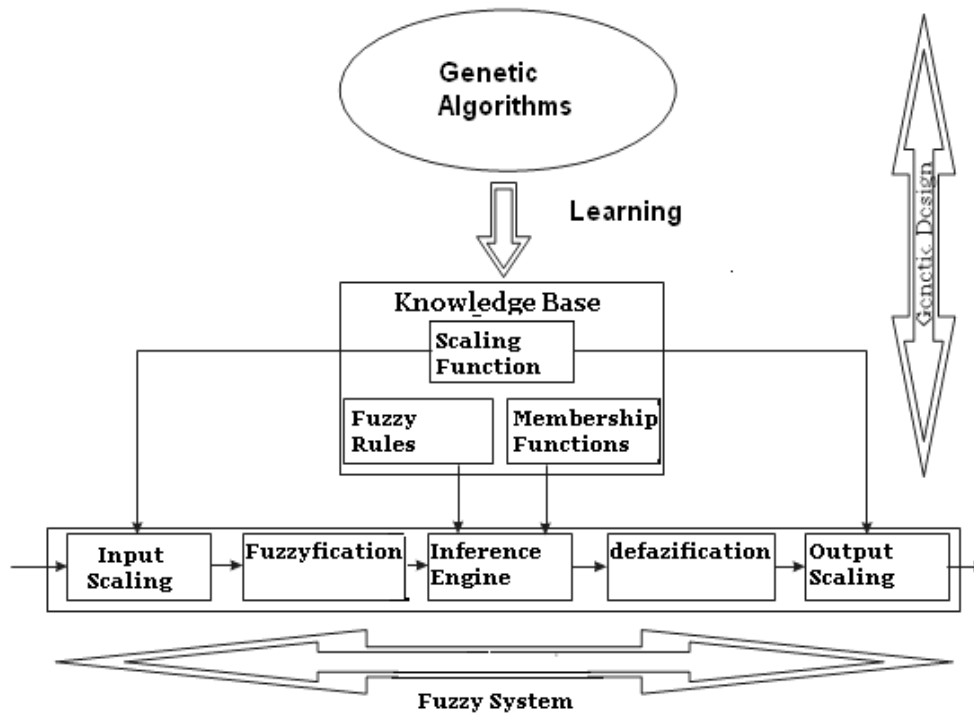 Genetic
Algorithms
Learning
Genetic Design
Knowledge Base
Scaling
Function
Fuzzy
Rules
Membership
Functions
Input
Scaling
Fuzzyfication
Inference
Engine
defazification
Output
Scaling
Fuzzy System